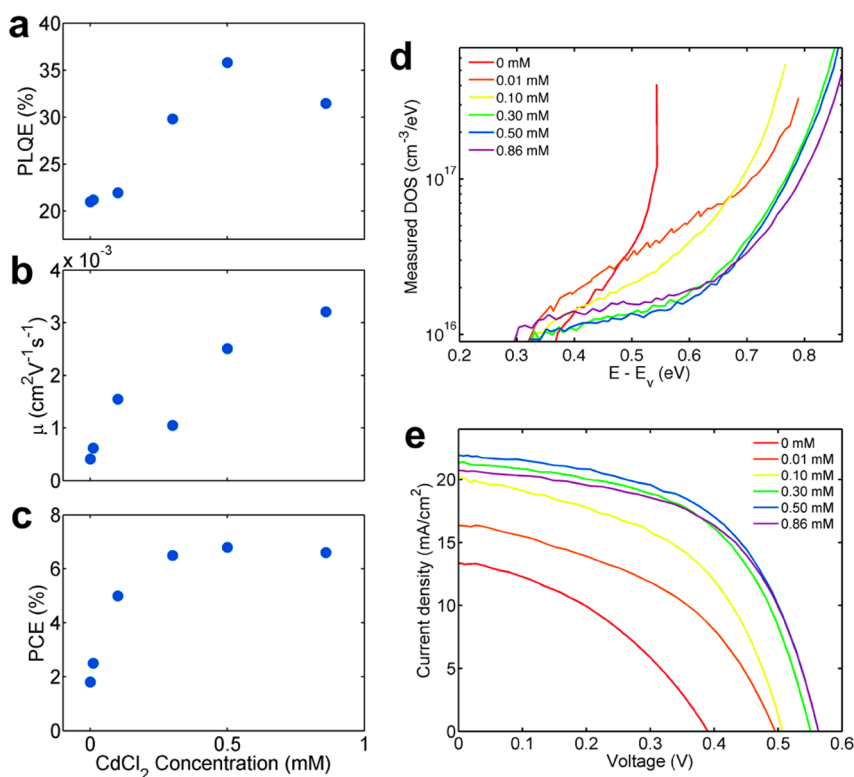 a
40
35
30
25
20
PLQE (%)
b
x 10⁻³
4
3
2
1
0
μ (cm²V⁻¹s⁻¹)
c
8
6
4
2
0
PCE (%)
0 0.5 1
CdCl₂ Concentration (mM)
d
0 mM
0.01 mM
0.10 mM
0.30 mM
0.50 mM
0.86 mM
10¹⁷
10¹⁶
Measured DOS (cm⁻³/eV)
0.2 0.3 0.4 0.5 0.6 0.7 0.8
E - Eᵥ (eV)
e
0 mM
0.01 mM
0.10 mM
0.30 mM
0.50 mM
0.86 mM
20
15
10
5
0
Current density (mA/cm²)
0 0.1 0.2 0.3 0.4 0.5 0.6
Voltage (V)